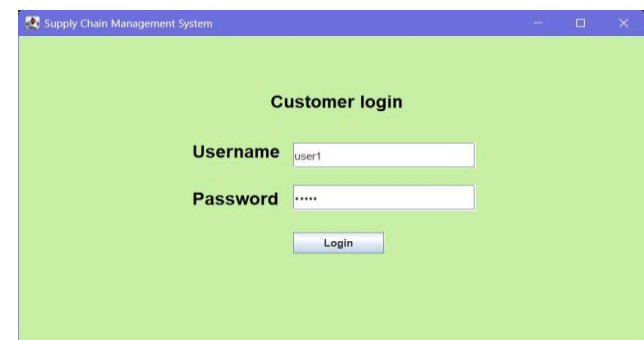 Supply Chain Management System
Customer login
Username user1
Password •••••
Login